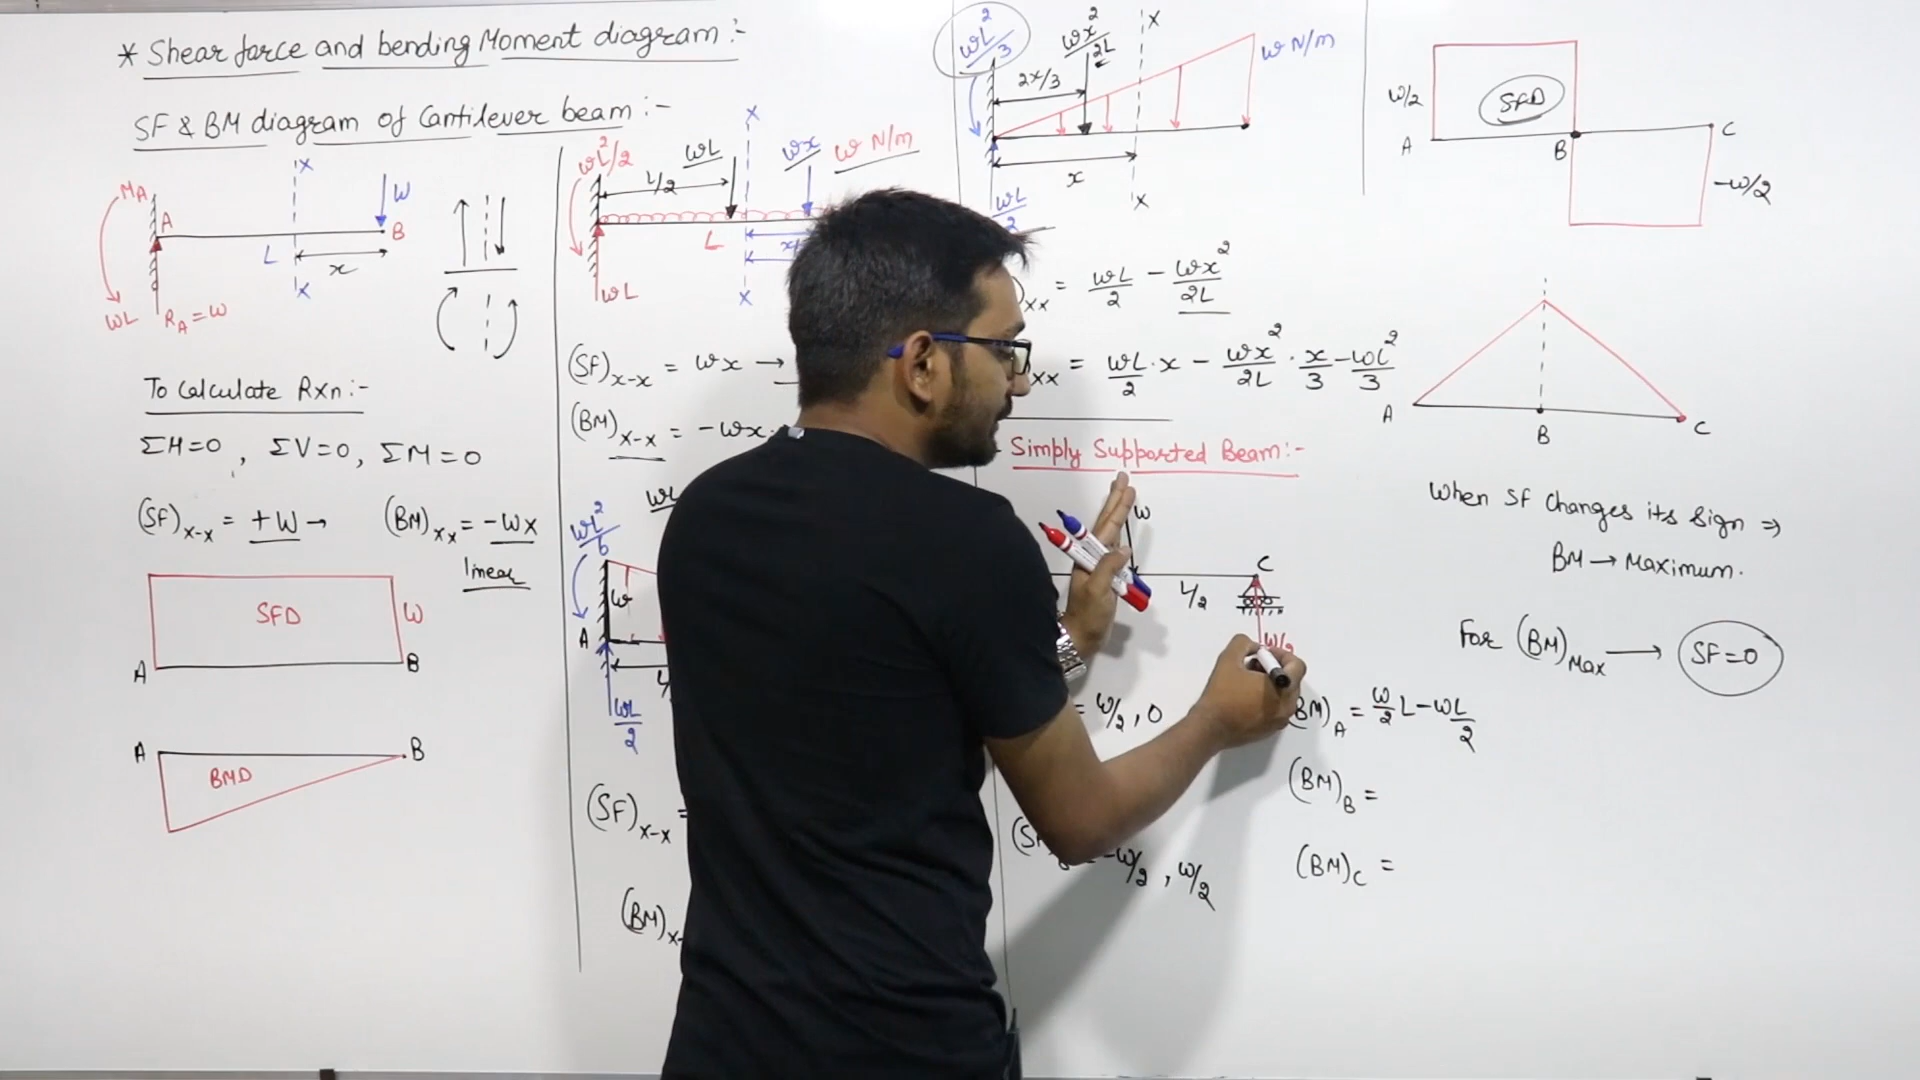 * Shear force and bending Moment diagram :-
SF & BM diagram of Cantilever beam :-
MA
A
X
W
B
L
x
X
WL
RA = W
To Calculate Rxn :-
ΣH=0 , ΣV=0, ΣM=0
(SF)x-x = +W → (BM)xx = -Wx
linear
SFD
W
A
B
A
B
BMD
wL²/2
wL
L/2
X
wx
w N/m
L
X
wL
(SF)x-x = wx →
(BM)x-x = -wx.
wL²/6
w
A
wL/2
(SF)x-x =
(BM)x-
wL²/3
wx²/2L
X
w N/m
2x/3
x
X
wL/2
xx = wL/2 - wx²/2L
xx = wL/2 . x - wx²/2L . x/3 - wL²/3
Simply Supported Beam :-
W
C
L/2
W/2
= W/2 , 0
-W/2 , W/2
(BM)A = W/2 L - WL/2
(BM)B =
(BM)C =
W/2
SFD
A
B
C
-W/2
A
B
C
When SF Changes its Sign ⇒
BM → Maximum.
For (BM)Max → SF=0